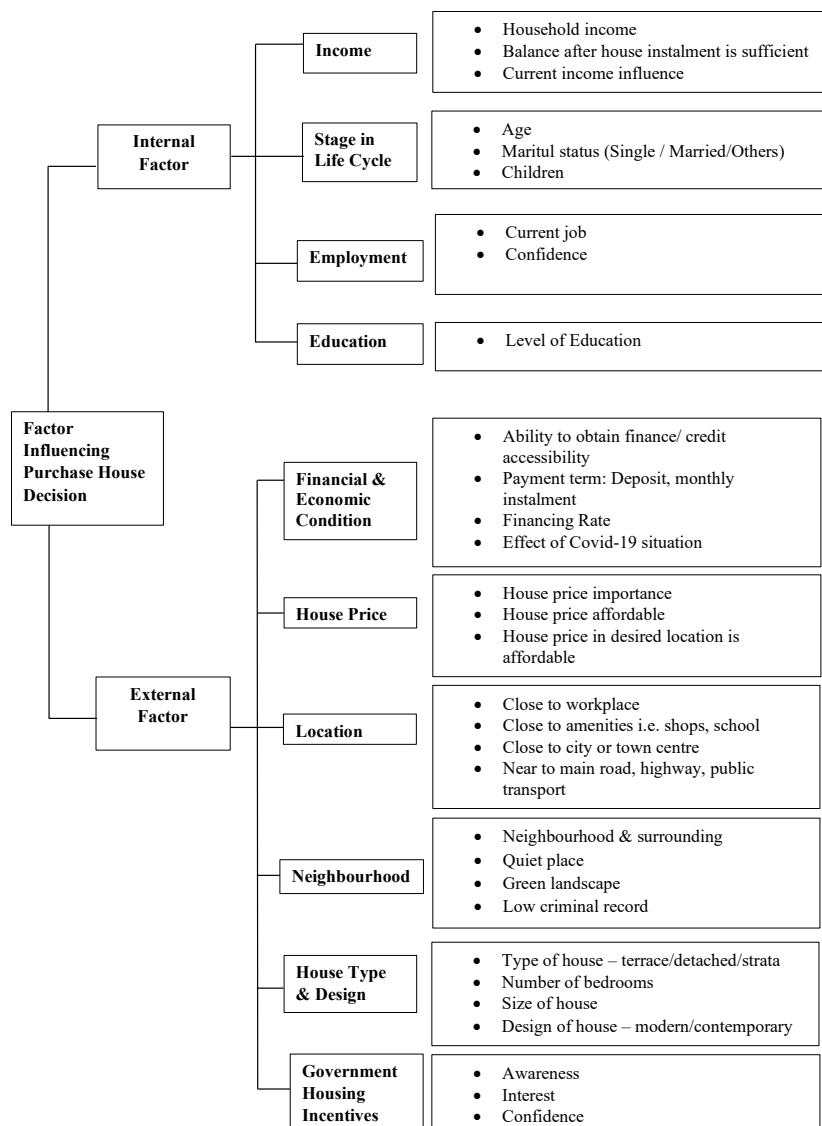 Factor
Influencing
Purchase House
Decision
Internal
Factor
Income
• Household income
• Balance after house instalment is sufficient
• Current income influence
Stage in
Life Cycle
• Age
• Maritul status (Single / Married/Others)
• Children
Employment
• Current job
• Confidence
Education
• Level of Education
External
Factor
Financial &
Economic
Condition
• Ability to obtain finance/ credit
accessibility
• Payment term: Deposit, monthly
instalment
• Financing Rate
• Effect of Covid-19 situation
House Price
• House price importance
• House price affordable
• House price in desired location is
affordable
Location
• Close to workplace
• Close to amenities i.e. shops, school
• Close to city or town centre
• Near to main road, highway, public
transport
Neighbourhood
• Neighbourhood & surrounding
• Quiet place
• Green landscape
• Low criminal record
House Type
& Design
• Type of house – terrace/detached/strata
• Number of bedrooms
• Size of house
• Design of house – modern/contemporary
Government
Housing
Incentives
• Awareness
• Interest
• Confidence